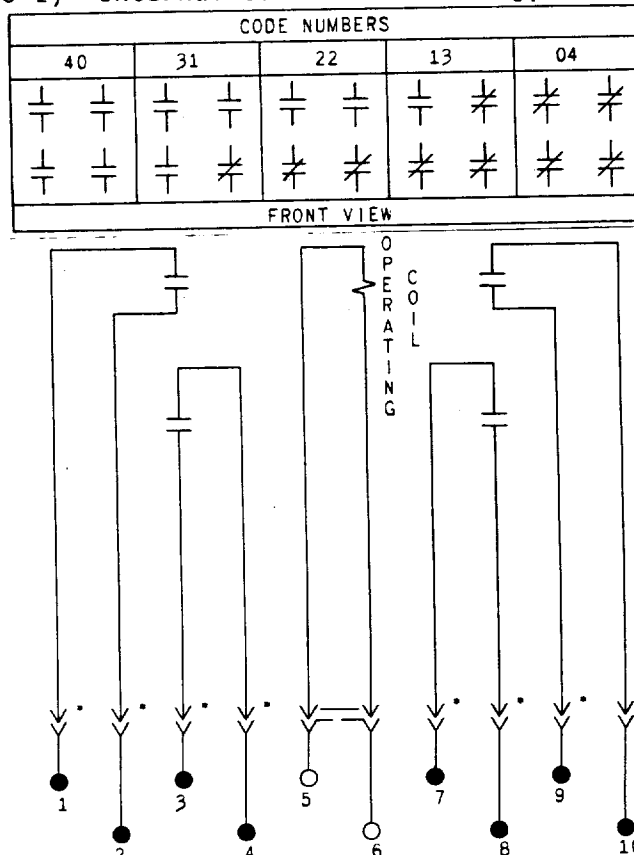 CODE NUMBERS
40 31 22 13 04
FRONT VIEW
OPERATING
COIL
1 3 5 7 9
2 4 6 8 10